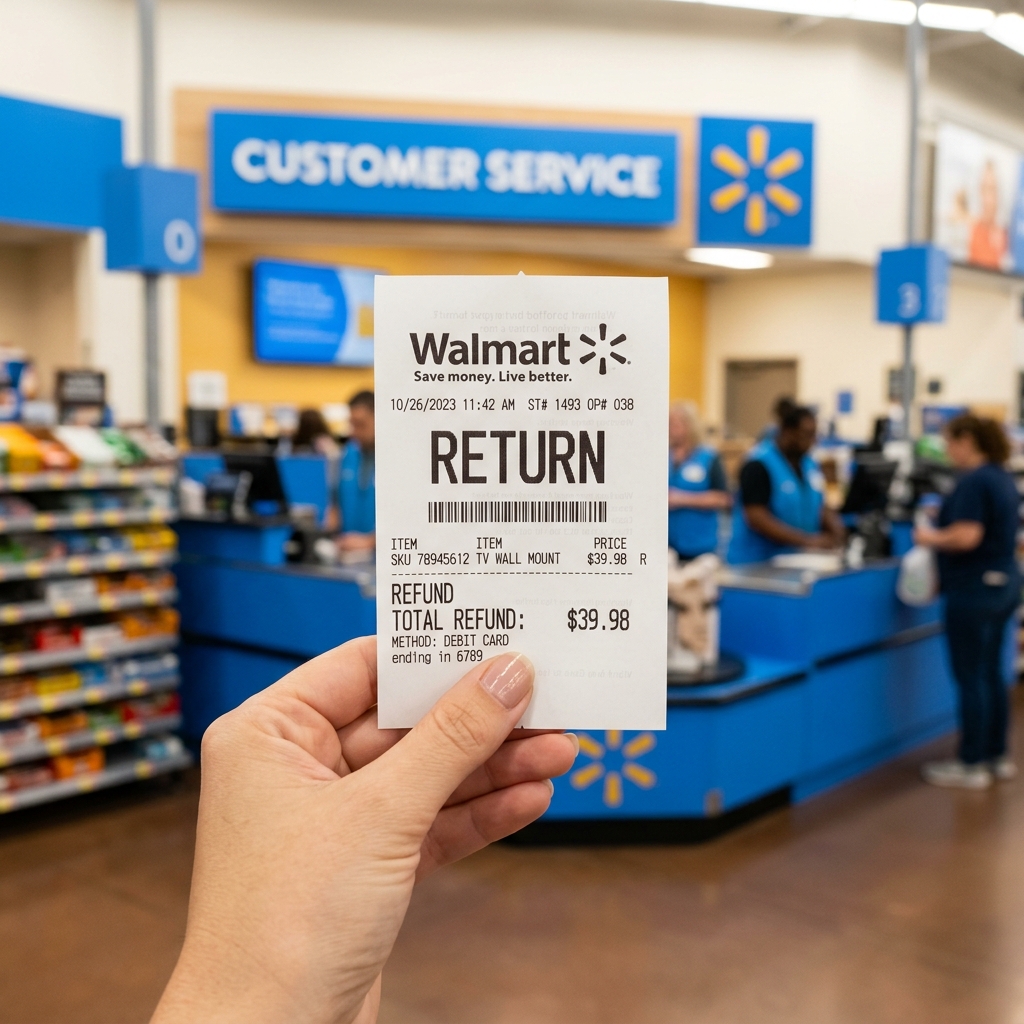 CUSTOMER SERVICE
0
3
Walmart
Save money. Live better.
10/26/2023 11:42 AM ST# 1493 OP# 038
RETURN
ITEM ITEM PRICE
SKU 78945612 TV WALL MOUNT $39.98 R
REFUND
TOTAL REFUND: $39.98
METHOD: DEBIT CARD
ending in 6789